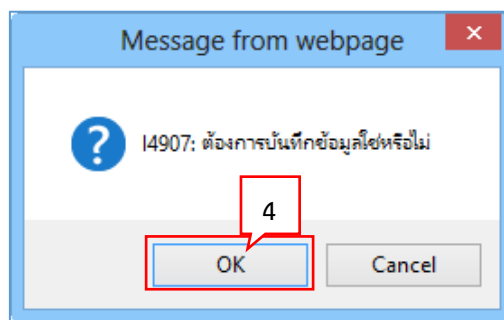 Message from webpage
I4907: ต้องการบันทึกข้อมูลใช่หรือไม่
4
OK
Cancel